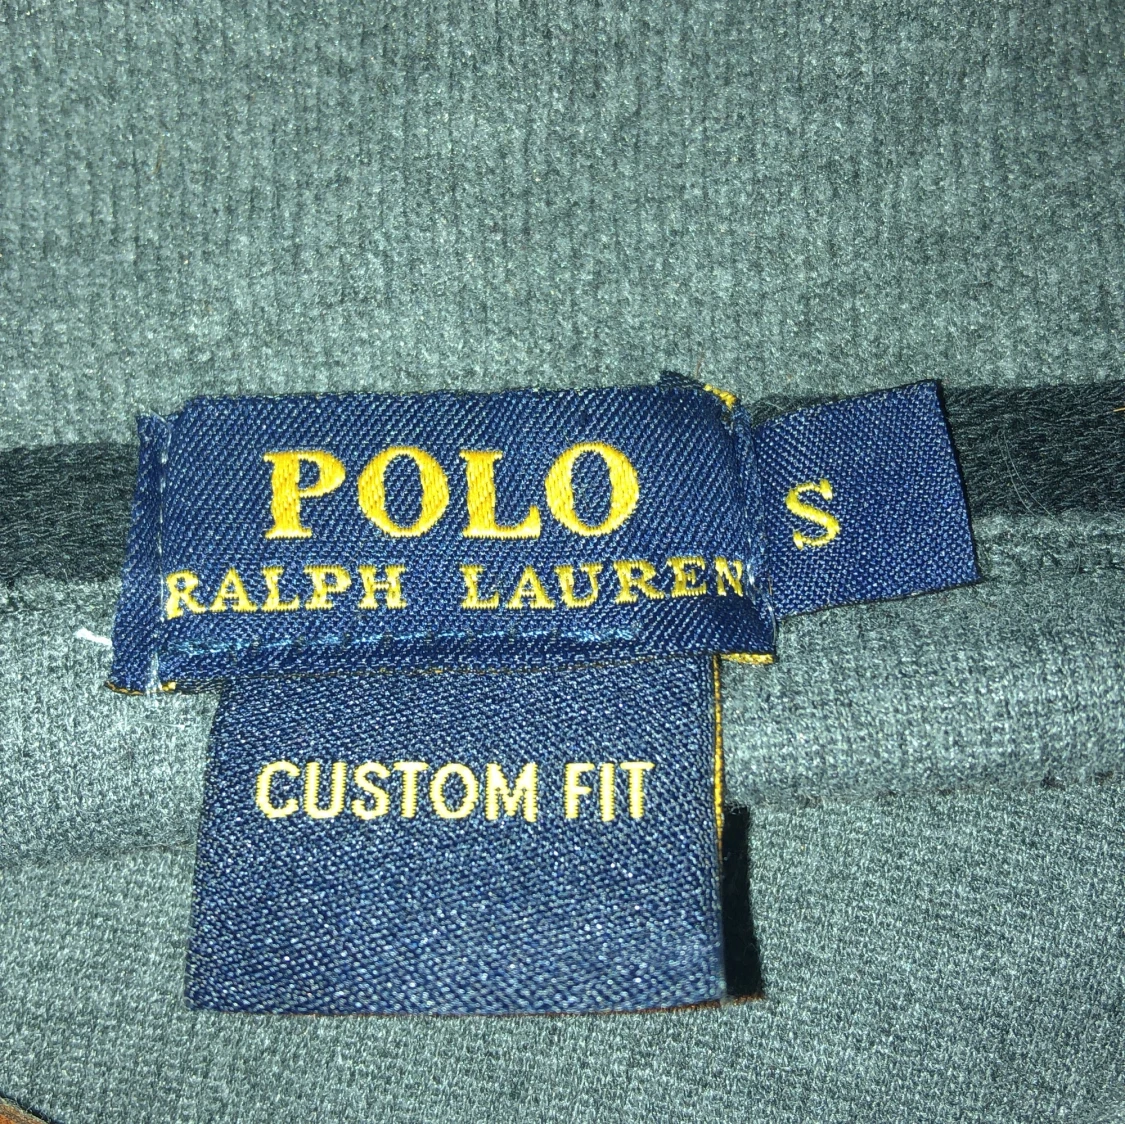 POLO
RALPH LAUREN
S
CUSTOM FIT